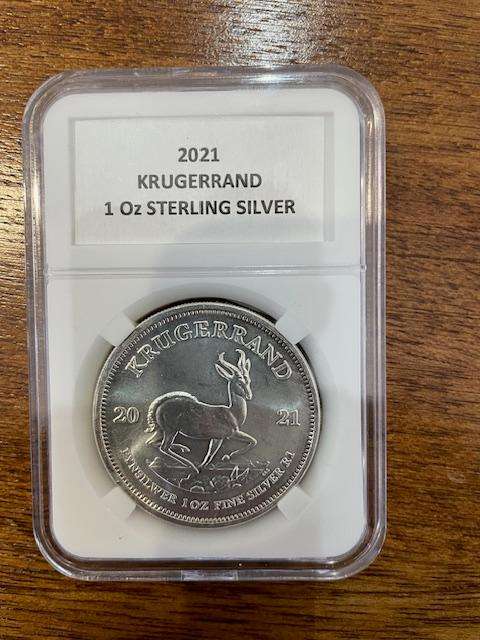 2021
KRUGERRAND
1 Oz STERLING SILVER
KRUGERRAND
20 21
FYNSILWER 1 OZ FINE SILVER R1